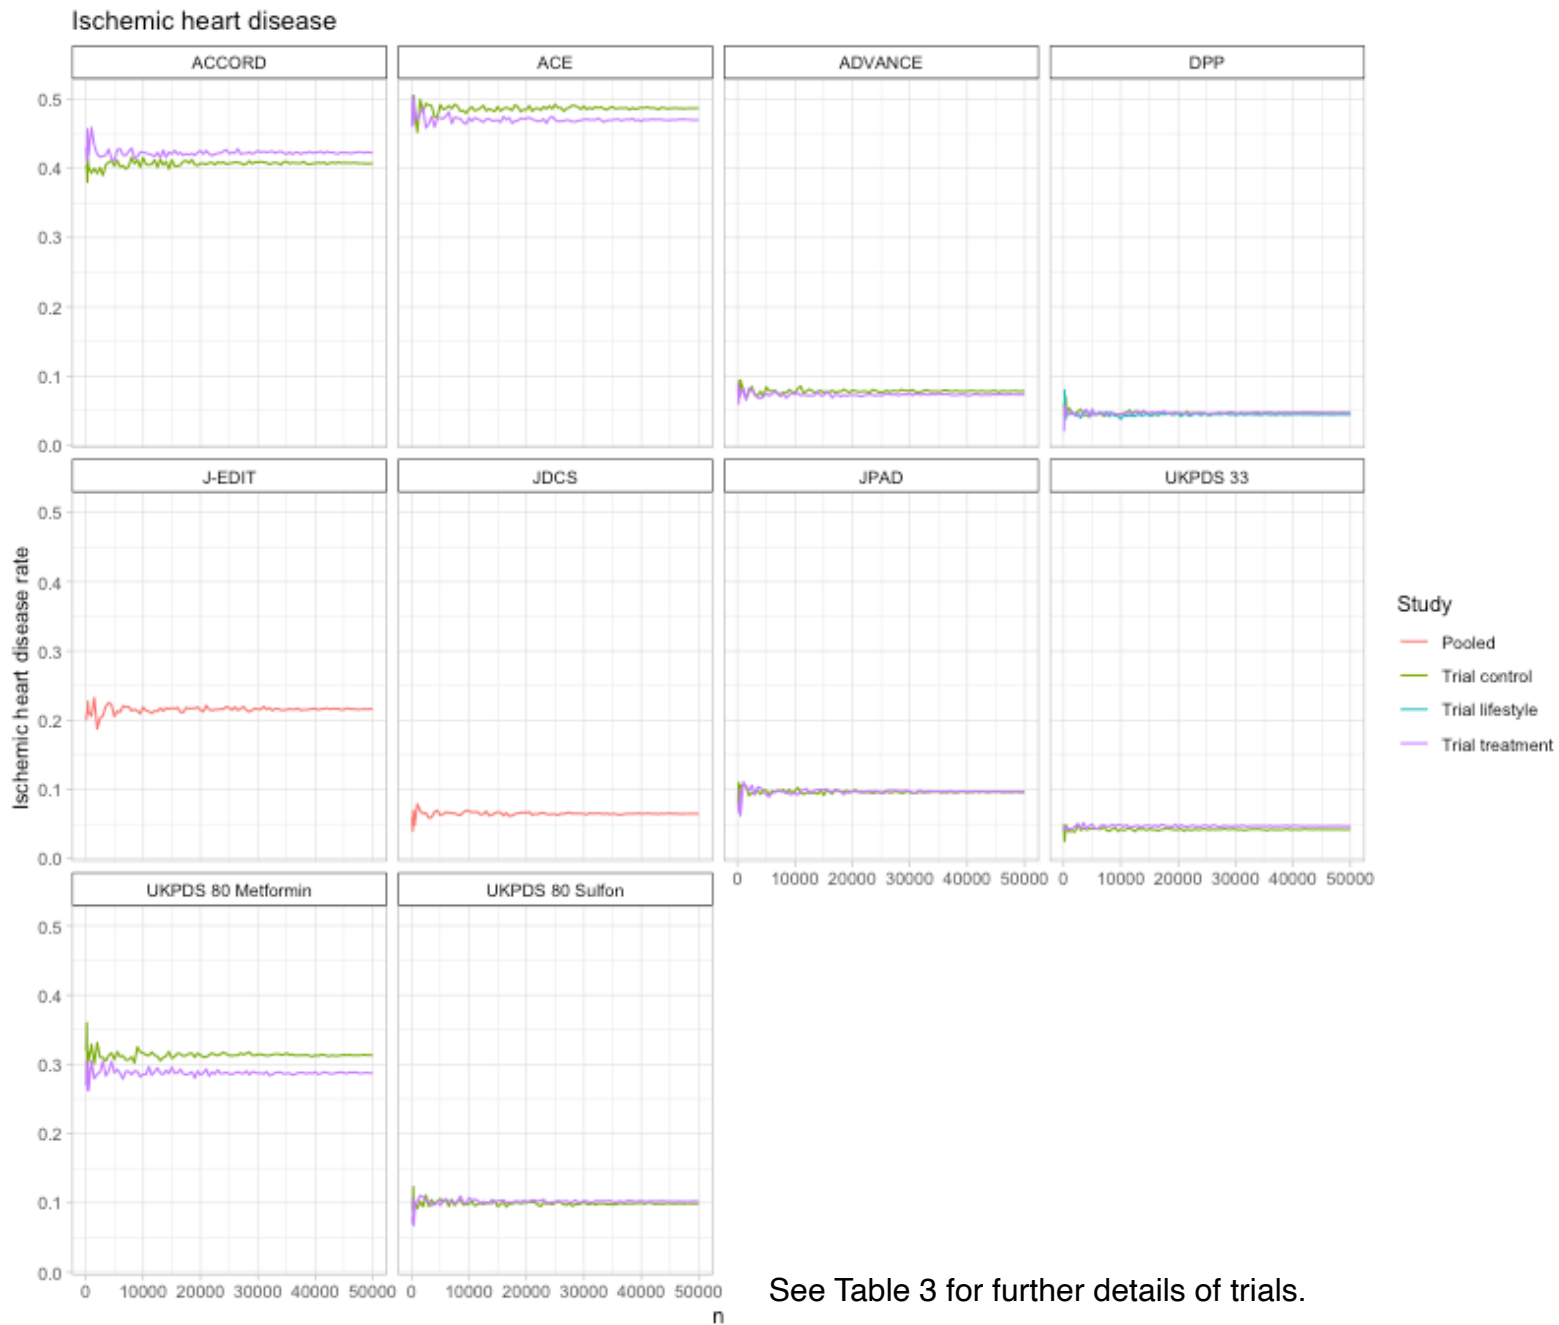 Ischemic heart disease
ACCORD
ACE
ADVANCE
DPP
0.5
0.4
0.3
0.2
0.1
0.0
J-EDIT
JDCS
JPAD
UKPDS 33
0.5
0.4
0.3
0.2
0.1
0.0
0 10000 20000 30000 40000 50000
0 10000 20000 30000 40000 50000
UKPDS 80 Metformin
UKPDS 80 Sulfon
0.5
0.4
0.3
0.2
0.1
0.0
0 10000 20000 30000 40000 50000
0 10000 20000 30000 40000 50000
n
Ischemic heart disease rate
Study
Pooled
Trial control
Trial lifestyle
Trial treatment
See Table 3 for further details of trials.